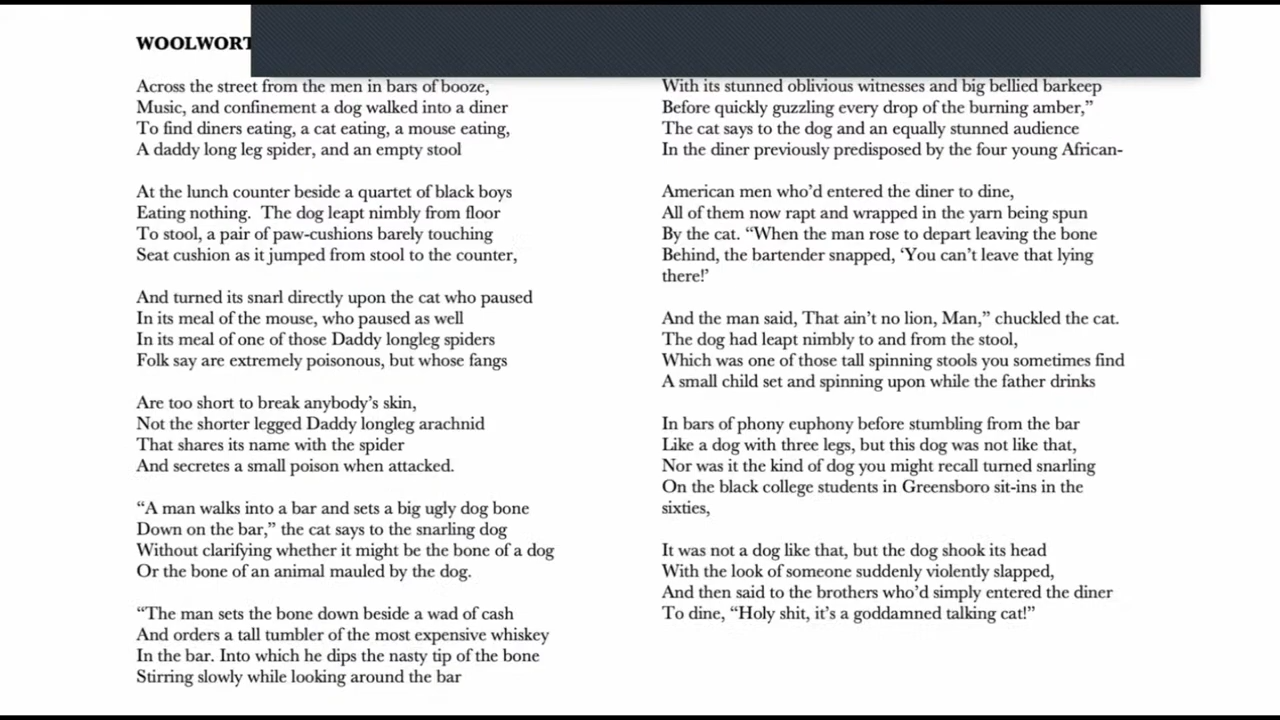 WOOLWORT
Across the street from the men in bars of booze,
Music, and confinement a dog walked into a diner
To find diners eating, a cat eating, a mouse eating,
A daddy long leg spider, and an empty stool
At the lunch counter beside a quartet of black boys
Eating nothing.  The dog leapt nimbly from floor
To stool, a pair of paw-cushions barely touching
Seat cushion as it jumped from stool to the counter,
And turned its snarl directly upon the cat who paused
In its meal of the mouse, who paused as well
In its meal of one of those Daddy longleg spiders
Folk say are extremely poisonous, but whose fangs
Are too short to break anybody’s skin,
Not the shorter legged Daddy longleg arachnid
That shares its name with the spider
And secretes a small poison when attacked.
“A man walks into a bar and sets a big ugly dog bone
Down on the bar,” the cat says to the snarling dog
Without clarifying whether it might be the bone of a dog
Or the bone of an animal mauled by the dog.
“The man sets the bone down beside a wad of cash
And orders a tall tumbler of the most expensive whiskey
In the bar. Into which he dips the nasty tip of the bone
Stirring slowly while looking around the bar
With its stunned oblivious witnesses and big bellied barkeep
Before quickly guzzling every drop of the burning amber,”
The cat says to the dog and an equally stunned audience
In the diner previously predisposed by the four young African-
American men who’d entered the diner to dine,
All of them now rapt and wrapped in the yarn being spun
By the cat. “When the man rose to depart leaving the bone
Behind, the bartender snapped, ‘You can’t leave that lying
there!’
And the man said, That ain’t no lion, Man,” chuckled the cat.
The dog had leapt nimbly to and from the stool,
Which was one of those tall spinning stools you sometimes find
A small child set and spinning upon while the father drinks
In bars of phony euphony before stumbling from the bar
Like a dog with three legs, but this dog was not like that,
Nor was it the kind of dog you might recall turned snarling
On the black college students in Greensboro sit-ins in the
sixties,
It was not a dog like that, but the dog shook its head
With the look of someone suddenly violently slapped,
And then said to the brothers who’d simply entered the diner
To dine, “Holy shit, it’s a goddamned talking cat!”